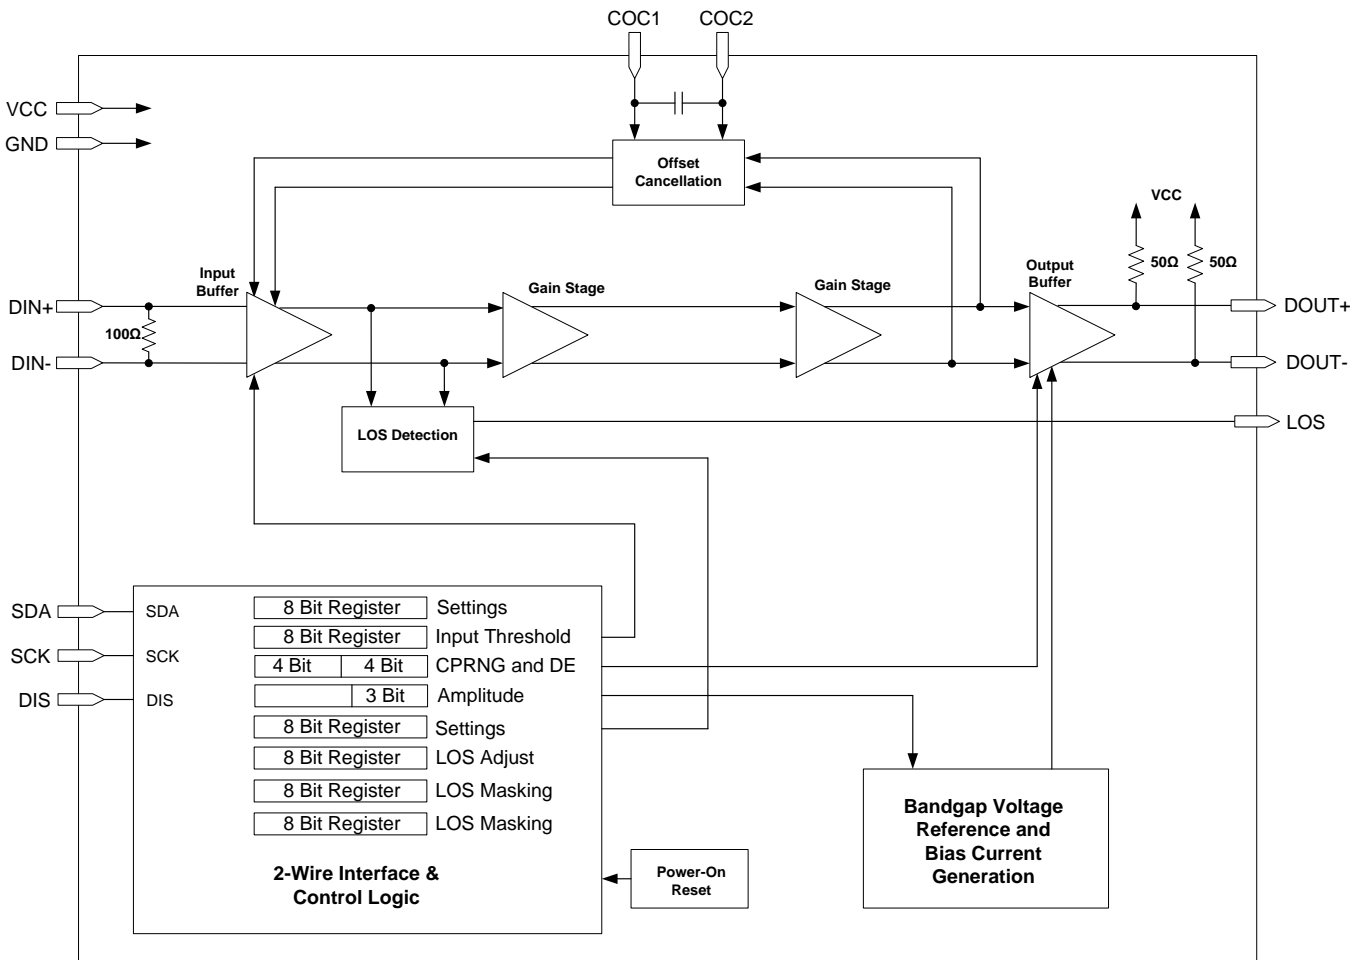 COC1
COC2
VCC
GND
Offset
Cancellation
VCC
50Ω
50Ω
Input
Buffer
Gain Stage
Gain Stage
Output
Buffer
DIN+
DOUT+
100Ω
DIN-
DOUT-
LOS Detection
LOS
SDA
SDA
8 Bit Register
Settings
8 Bit Register
Input Threshold
SCK
SCK
4 Bit
4 Bit
CPRNG and DE
DIS
DIS
3 Bit
Amplitude
8 Bit Register
Settings
8 Bit Register
LOS Adjust
8 Bit Register
LOS Masking
8 Bit Register
LOS Masking
2-Wire Interface &
Control Logic
Power-On
Reset
Bandgap Voltage
Reference and
Bias Current
Generation